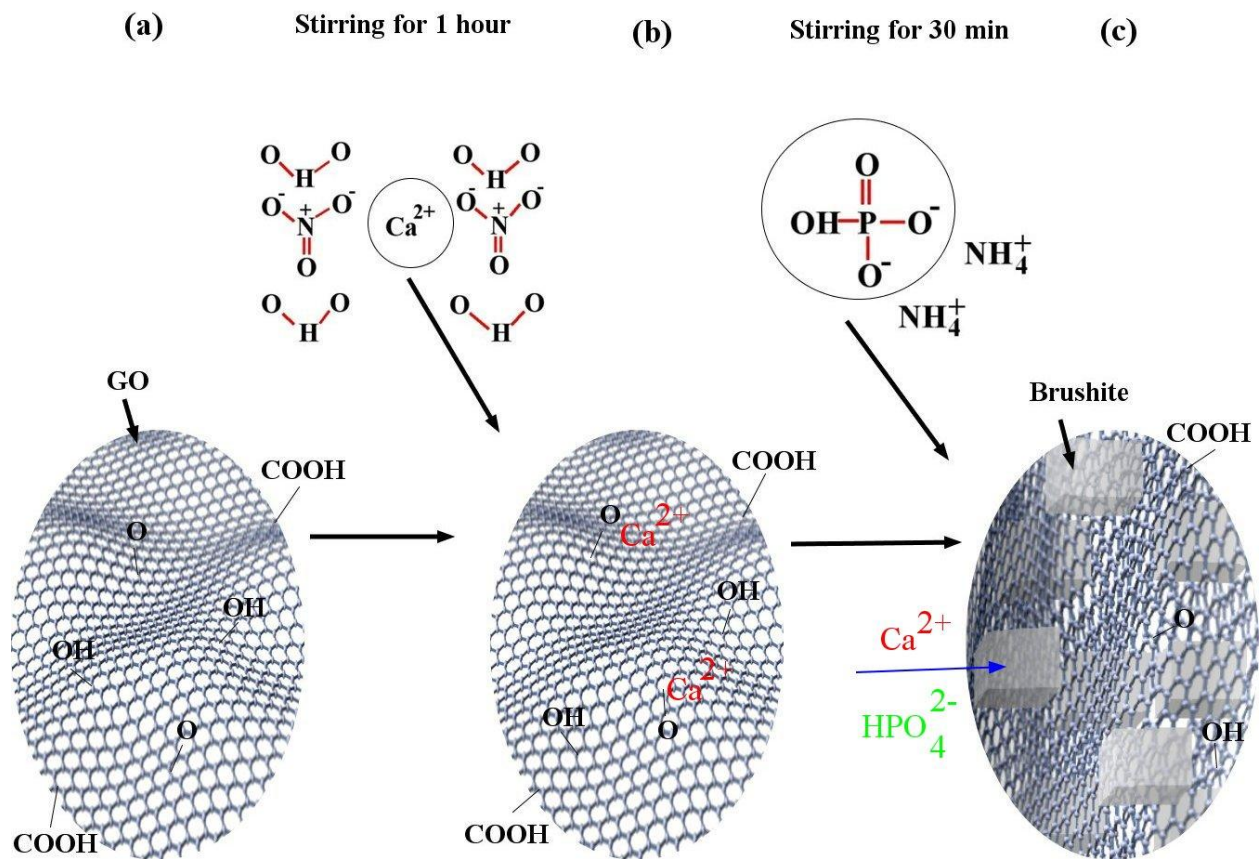 (a) Stirring for 1 hour (b) Stirring for 30 min (c)
O O O O
H H
O⁻ + O⁻ Ca²⁺ O⁻ + O⁻
N N
O O
O O O O
H H
O
OH P O⁻
O⁻ NH₄⁺
NH₄⁺
GO
Brushite
COOH
COOH
COOH
O
O
Ca²⁺
OH
OH
OH
O
Ca²⁺
Ca²⁺
HPO₄²⁻
O
OH
O
OH
COOH
COOH